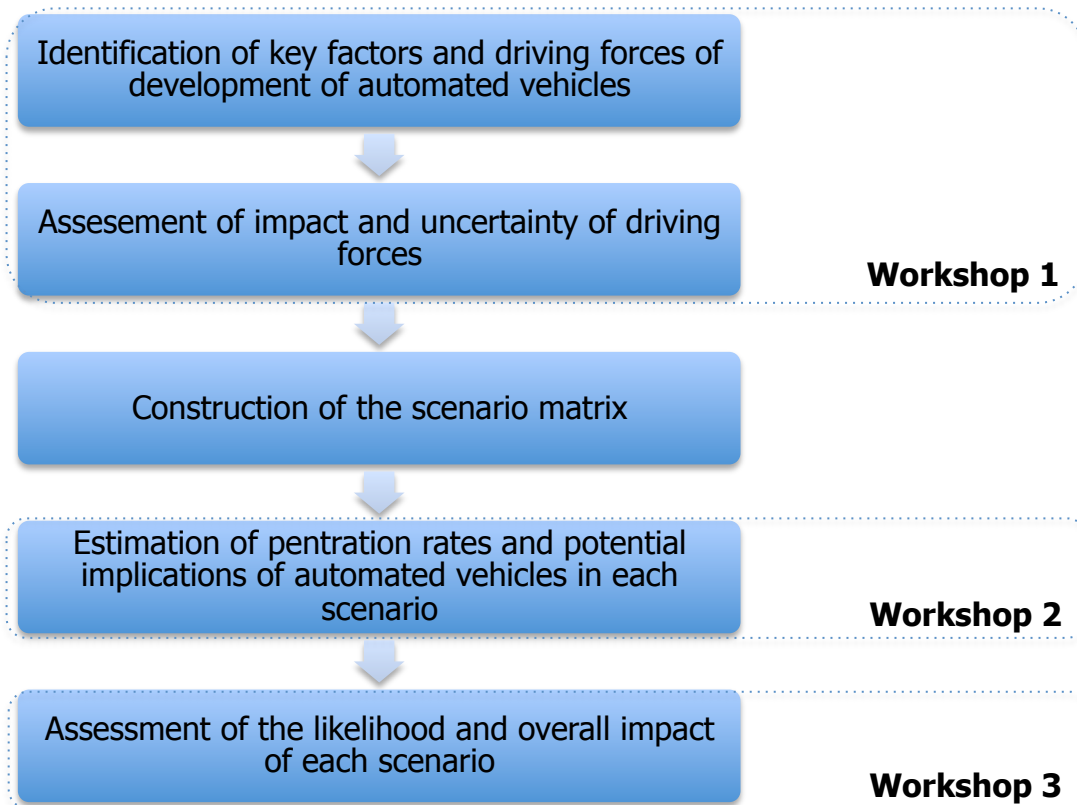 Identification of key factors and driving forces of
development of automated vehicles
Assesement of impact and uncertainty of driving
forces
Workshop 1
Construction of the scenario matrix
Estimation of pentration rates and potential
implications of automated vehicles in each
scenario
Workshop 2
Assessment of the likelihood and overall impact
of each scenario
Workshop 3